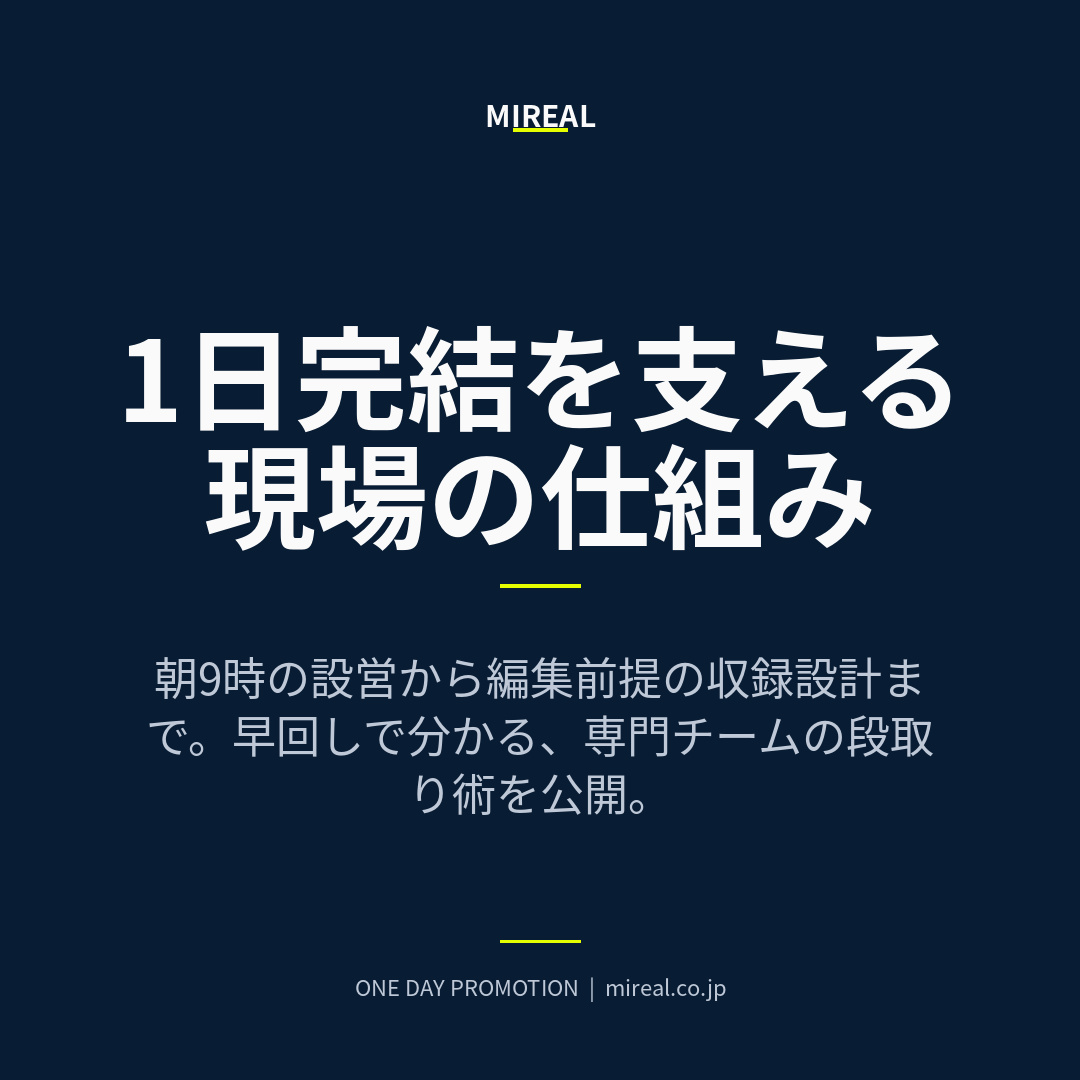 MIREAL
1日完結を支える
現場の仕組み
朝9時の設営から編集前提の収録設計ま
で。早回しで分かる、専門チームの段取
り術を公開。
ONE DAY PROMOTION｜mireal.co.jp